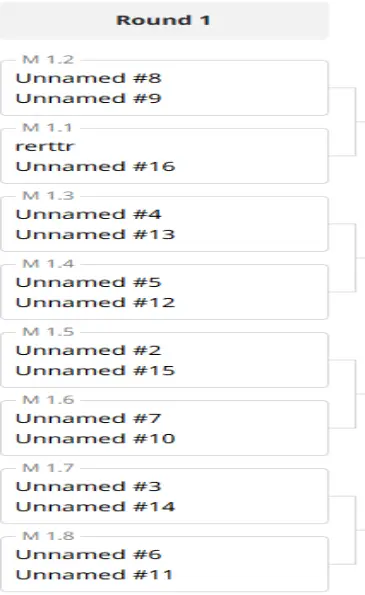 Round 1
M 1.2
Unnamed #8
Unnamed #9
M 1.1
rerttr
Unnamed #16
M 1.3
Unnamed #4
Unnamed #13
M 1.4
Unnamed #5
Unnamed #12
M 1.5
Unnamed #2
Unnamed #15
M 1.6
Unnamed #7
Unnamed #10
M 1.7
Unnamed #3
Unnamed #14
M 1.8
Unnamed #6
Unnamed #11